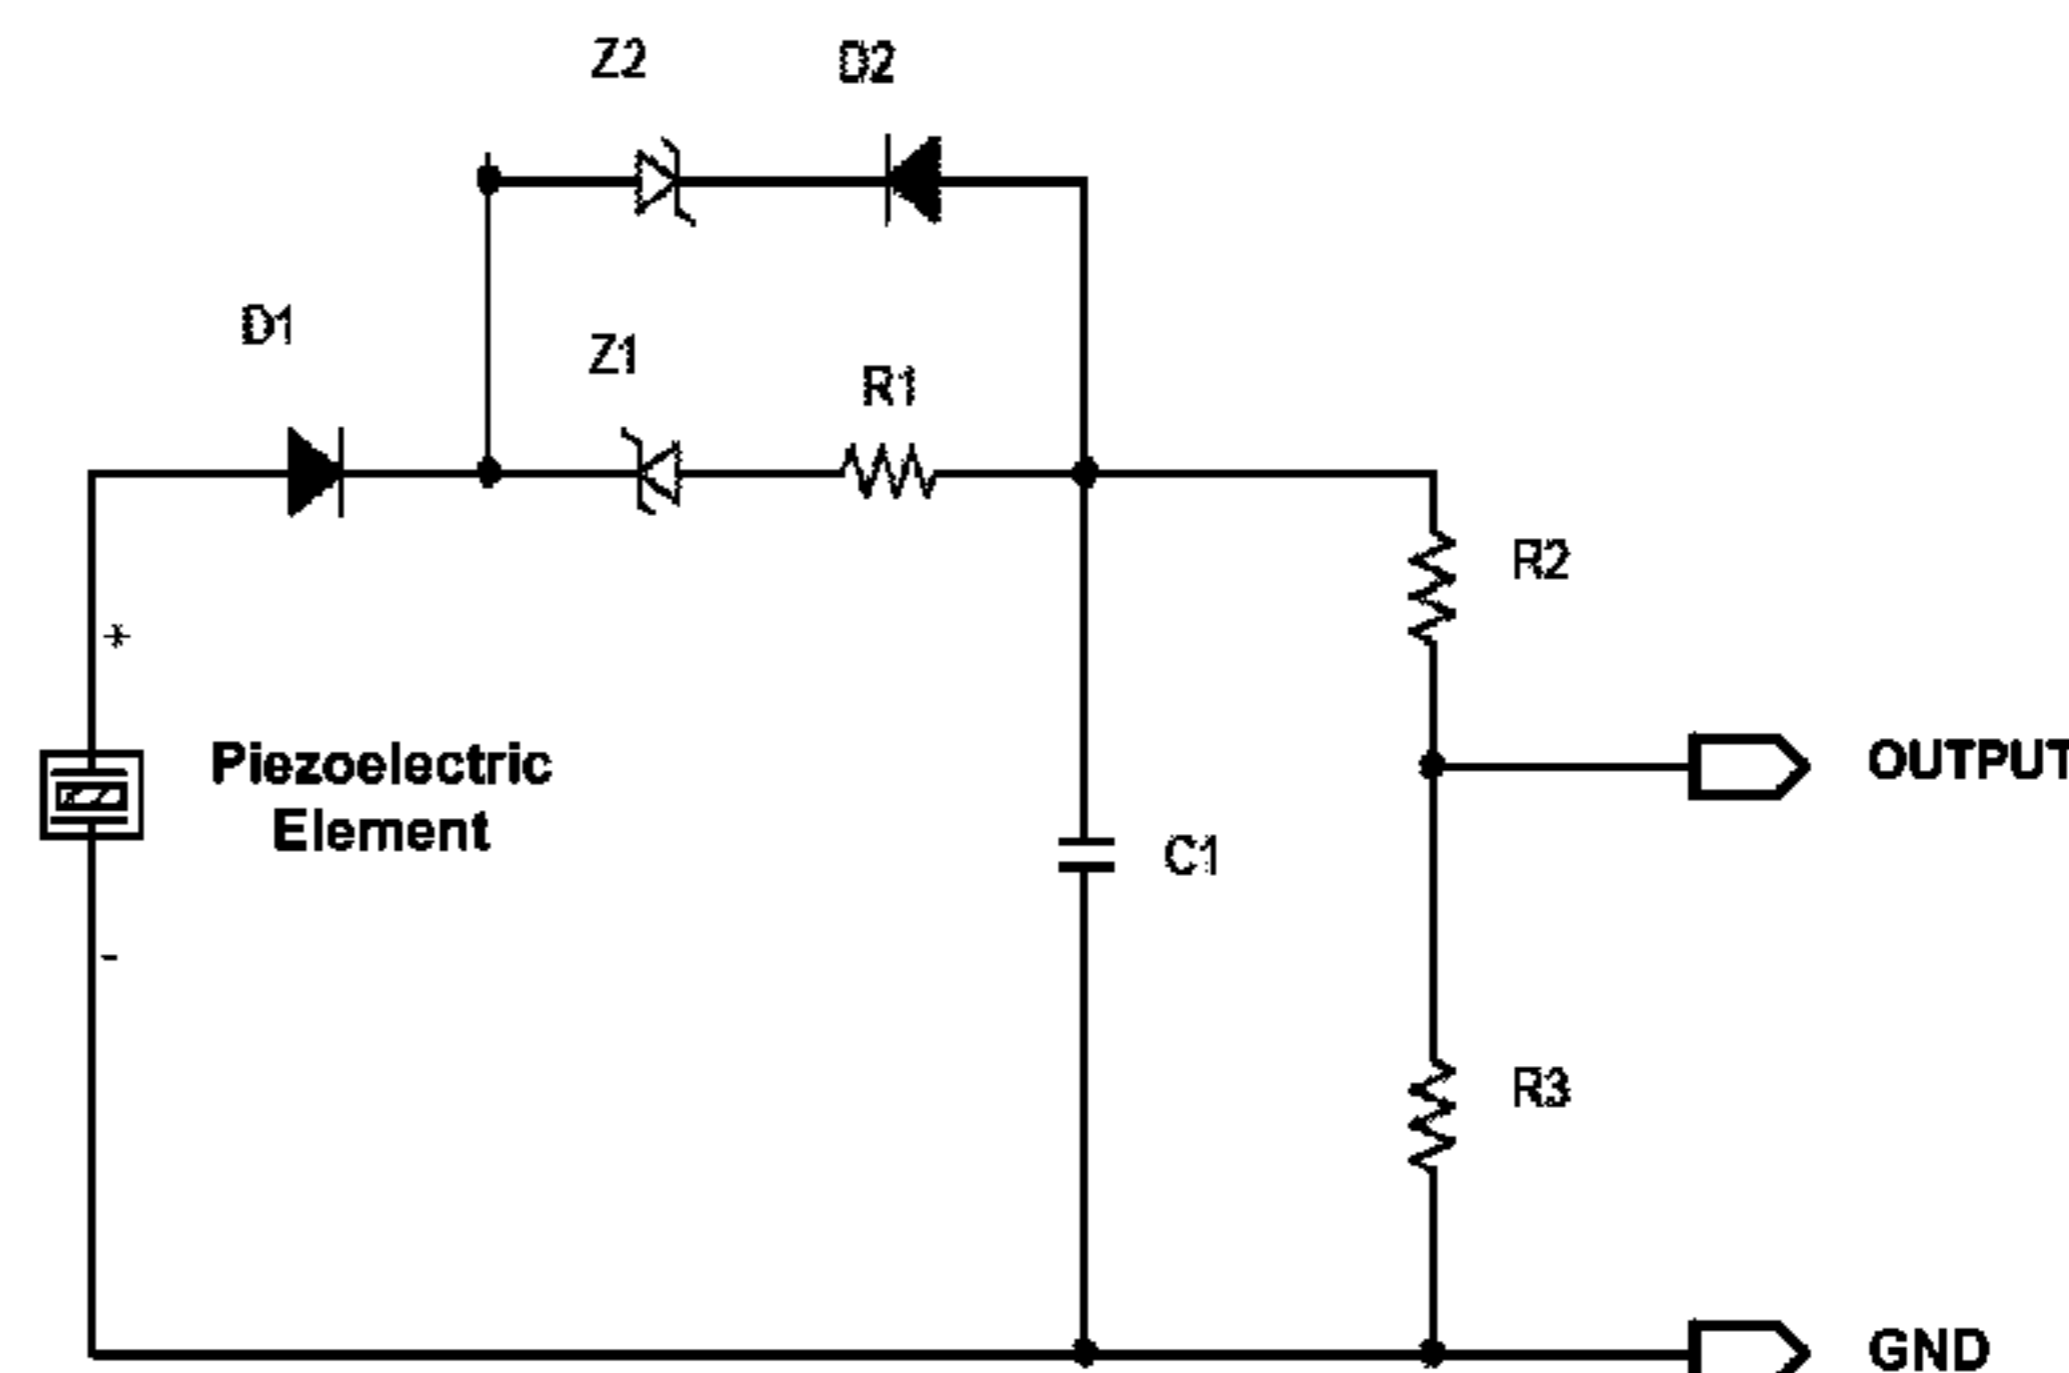 Z2
D2
D1
Z1
R1
R2
+
Piezoelectric
Element
OUTPUT
C1
-
R3
GND